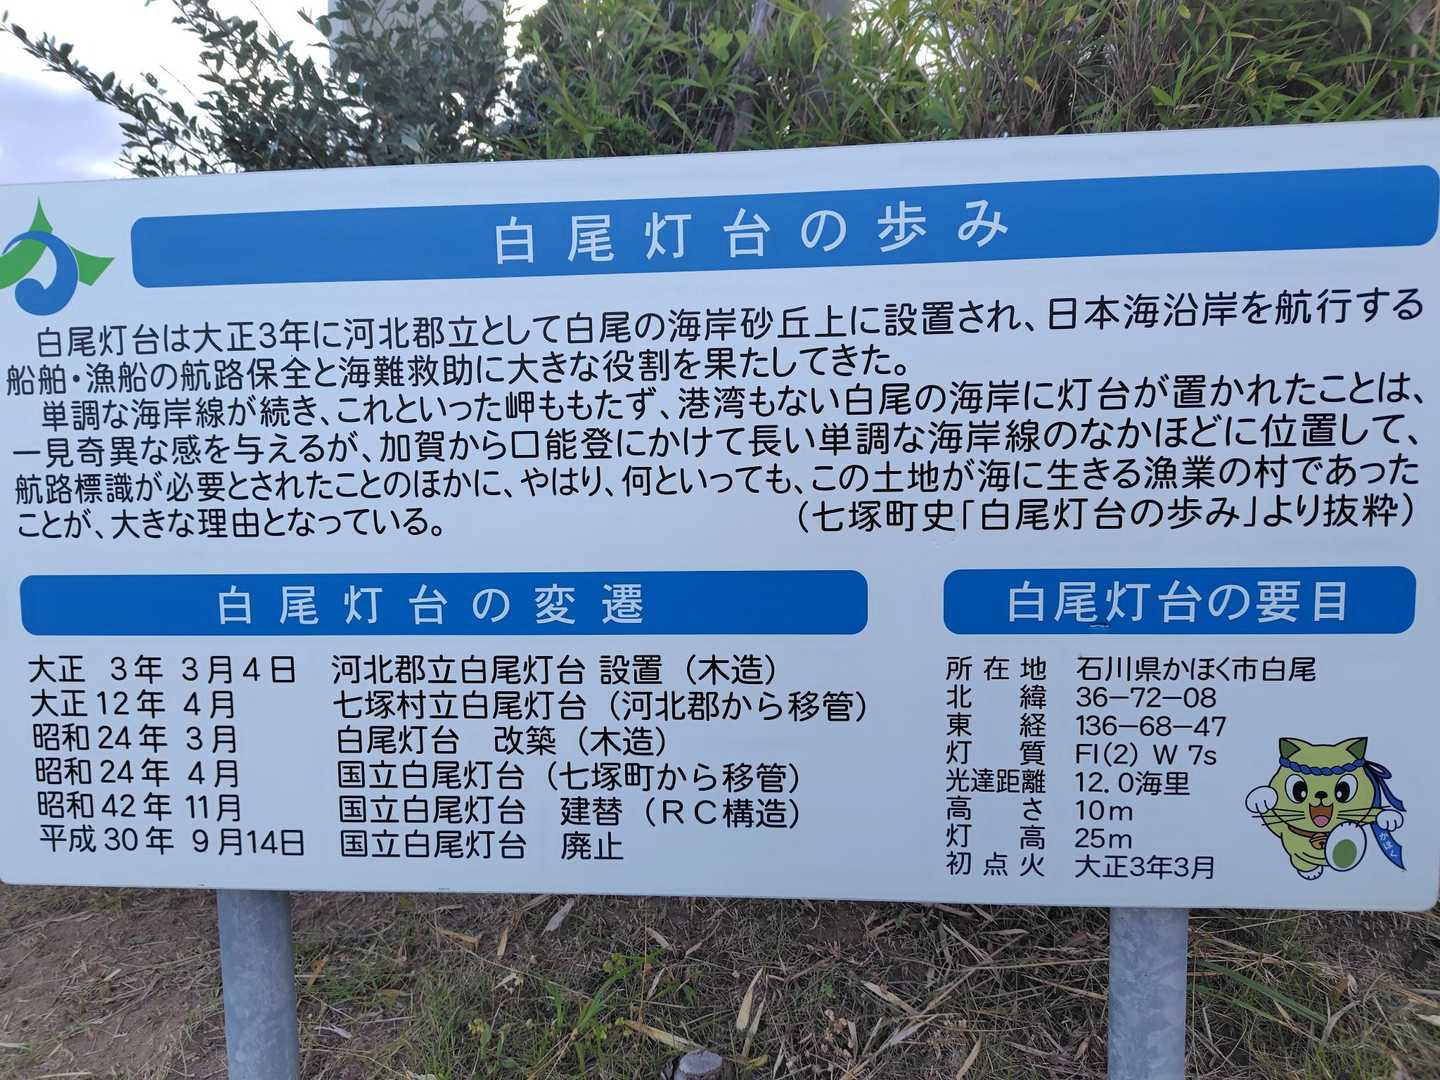 白尾灯台の歩み
白尾灯台は大正3年に河北郡立として白尾の海岸砂丘上に設置され、日本海沿岸を航行する
船舶・漁船の航路保全と海難救助に大きな役割を果たしてきた。
単調な海岸線が続き、これといった岬ももたず、港湾もない白尾の海岸に灯台が置かれたことは、
一見奇異な感を与えるが、加賀から口能登にかけて長い単調な海岸線のなかほどに位置して、
航路標識が必要とされたことのほかに、やはり、何といっても、この土地が海に生きる漁業の村であった
ことが、大きな理由となっている。 （七塚町史「白尾灯台の歩み」より抜粋）
白尾灯台の変遷
大正 3年 3月4日 河北郡立白尾灯台 設置（木造）
大正12年 4月 七塚村立白尾灯台（河北郡から移管）
昭和24年 3月 白尾灯台 改築（木造）
昭和24年 4月 国立白尾灯台（七塚町から移管）
昭和42年 11月 国立白尾灯台 建替（RC構造）
平成30年 9月14日 国立白尾灯台 廃止
白尾灯台の要目
所在地 石川県かほく市白尾
北緯 36−72−08
東経 136−68−47
灯質 Fl(2) W 7s
光達距離 12.0海里
高さ 10m
灯高 25m
初点火 大正3年3月
かほく